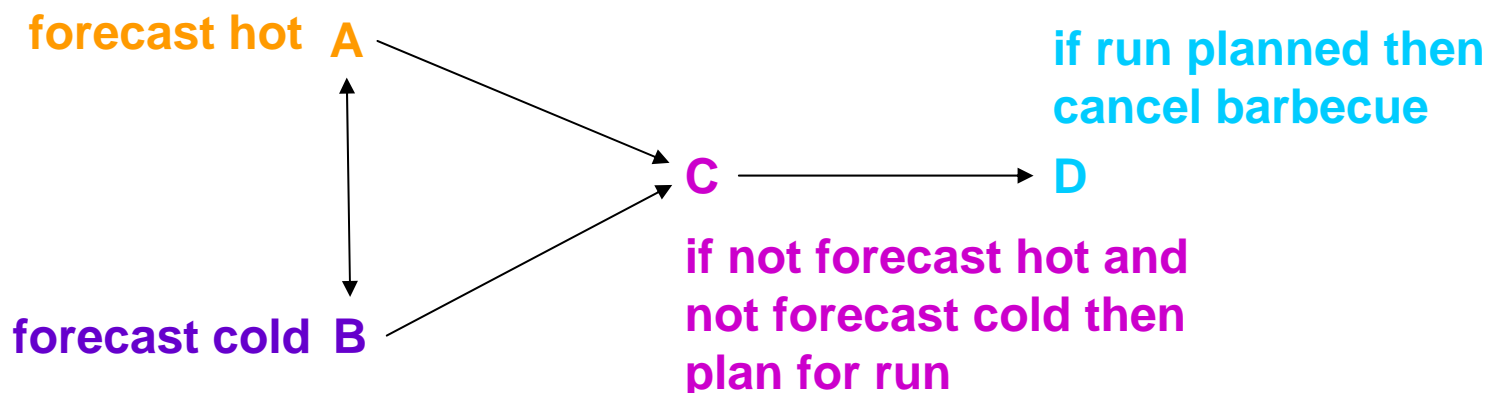 forecast hot A
if run planned then
cancel barbecue
C
D
if not forecast hot and
not forecast cold then
plan for run
forecast cold B